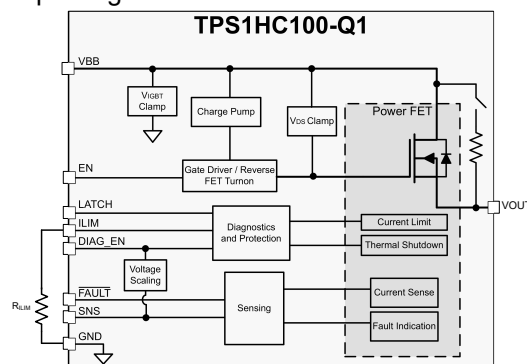 TPS1HC100-Q1
VBB
VIGBT
Clamp
Charge Pump
VDS Clamp
Power FET
EN
Gate Driver / Reverse
FET Turnon
LATCH
ILIM
DIAG_EN
Diagnostics
and Protection
Current Limit
Thermal Shutdown
VOUT
Voltage
Scaling
RILIM
FAULT
SNS
Sensing
Current Sense
Fault Indication
GND